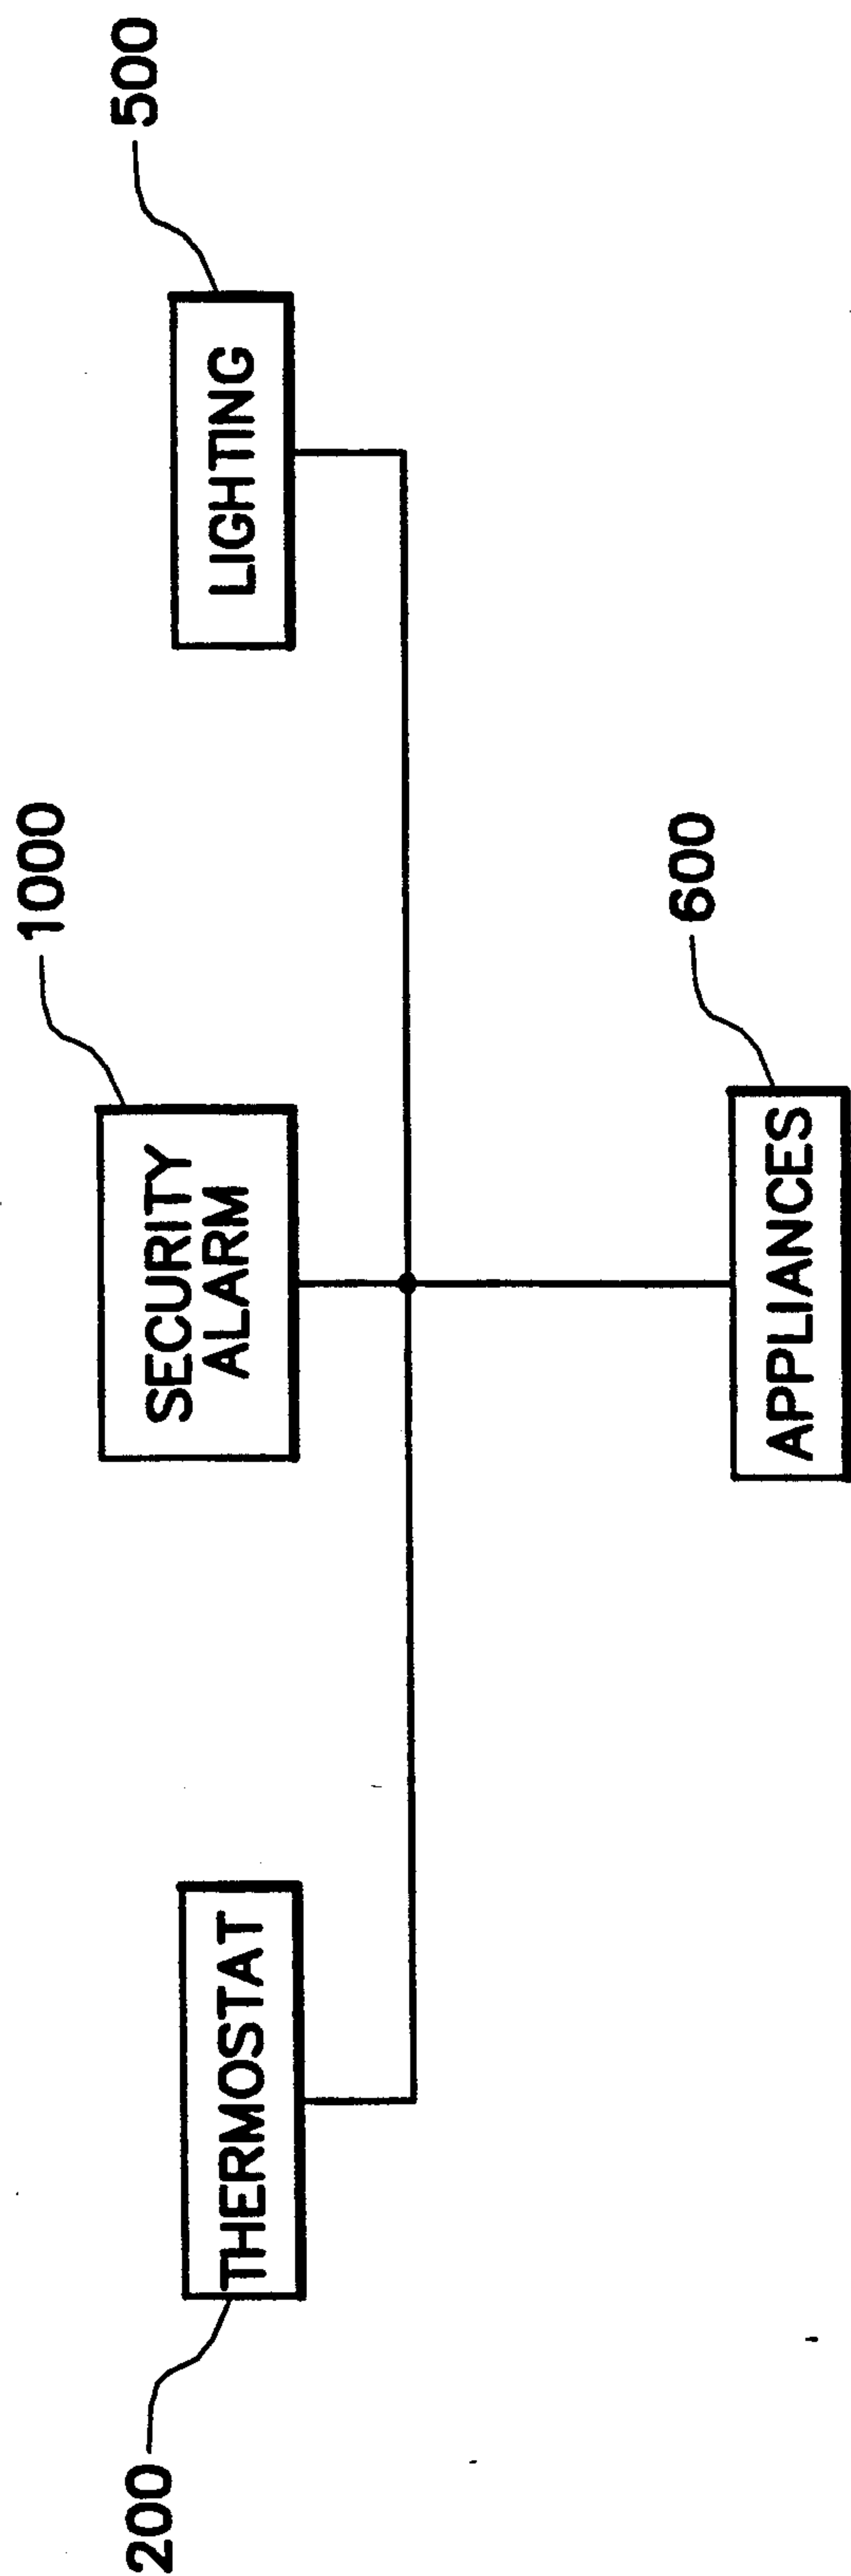 1000
SECURITY
ALARM
200
THERMOSTAT
LIGHTING
500
600
APPLIANCES